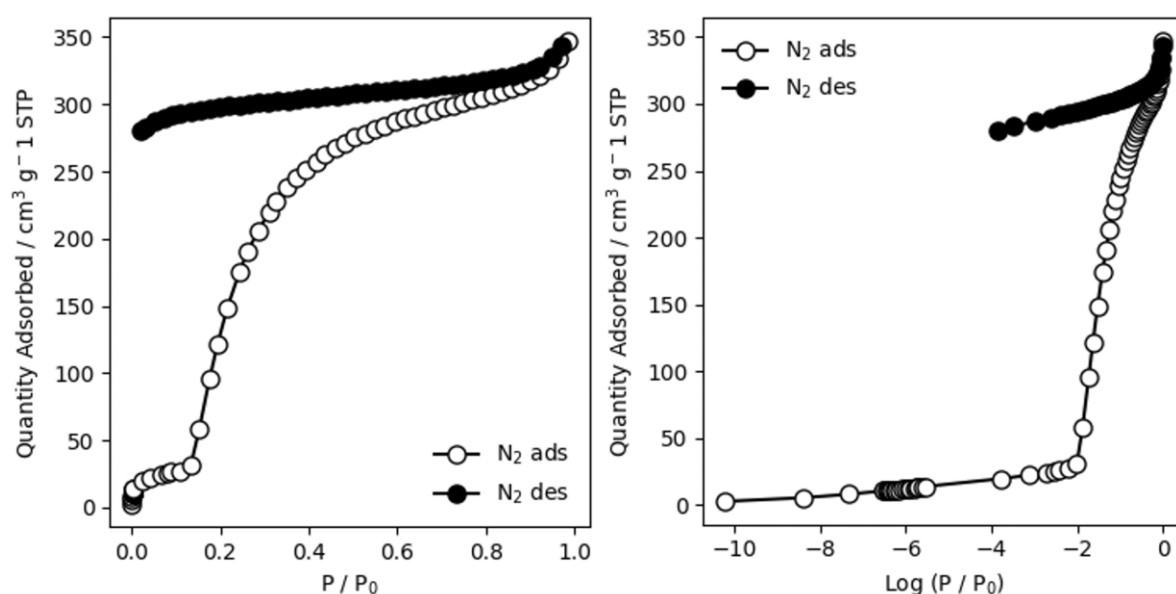 350
300
250
200
150
100
50
0
Quantity Adsorbed / cm³ g⁻1 STP
N₂ ads
N₂ des
0.0 0.2 0.4 0.6 0.8 1.0
P / P₀
350
300
250
200
150
100
50
0
Quantity Adsorbed / cm³ g⁻1 STP
N₂ ads
N₂ des
−10 −8 −6 −4 −2 0
Log (P / P₀)